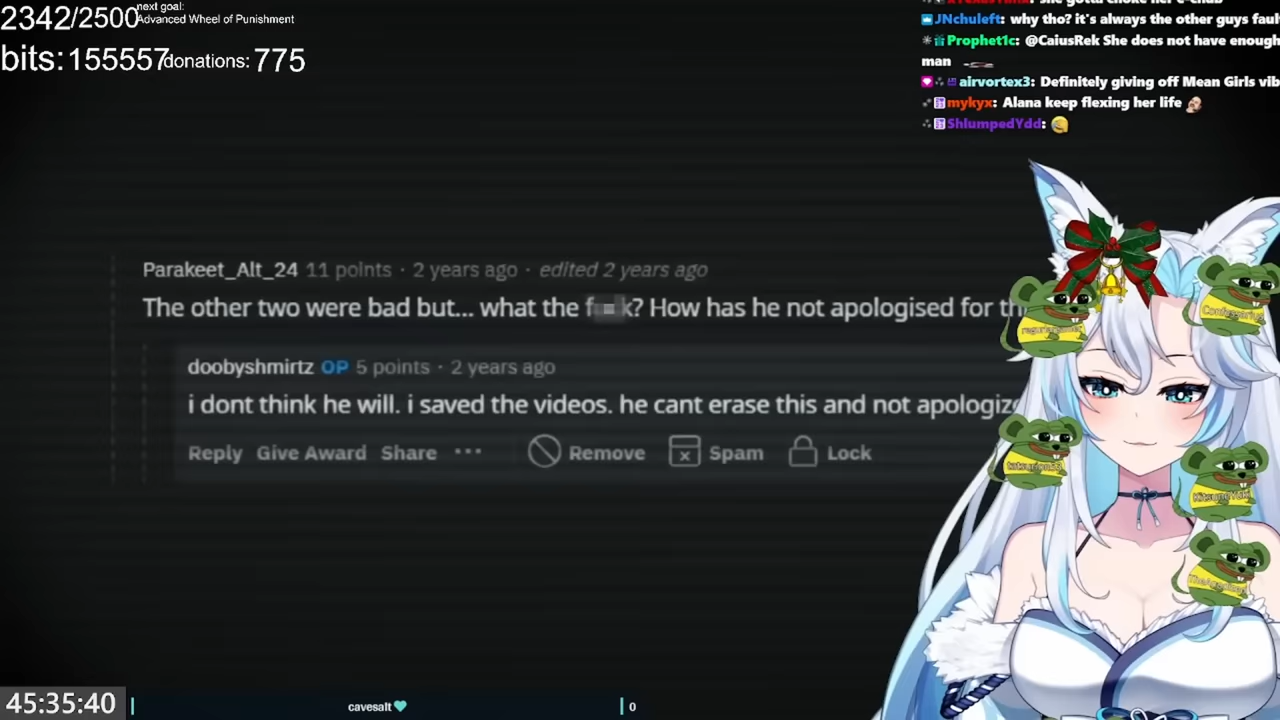 2342/2500
next goal:
Advanced Wheel of Punishment
bits:155557
donations: 775
JNchuleft: why tho? it's always the other guys faul
Prophet1c: @CaiusRek She does not have enough
man
airvortex3: Definitely giving off Mean Girls vib
mykyx: Alana keep flexing her life
ShlumpedYdd:
Parakeet_Alt_24 11 points · 2 years ago · edited 2 years ago
The other two were bad but... what the f k? How has he not apologised for th
doobyshmirtz OP 5 points · 2 years ago
i dont think he will. i saved the videos. he cant erase this and not apologize
Reply Give Award Share ··· Remove Spam Lock
Confessarius
KitsuneYuki
45:35:40
cavesalt
0